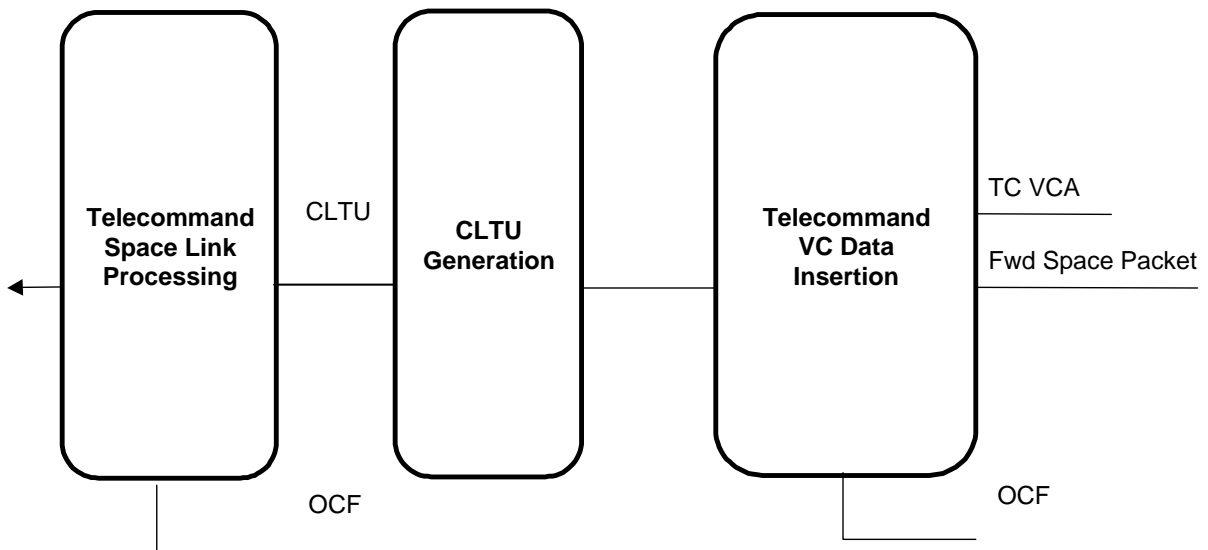 Telecommand
Space Link
Processing
CLTU
CLTU
Generation
Telecommand
VC Data
Insertion
TC VCA
Fwd Space Packet
OCF
OCF